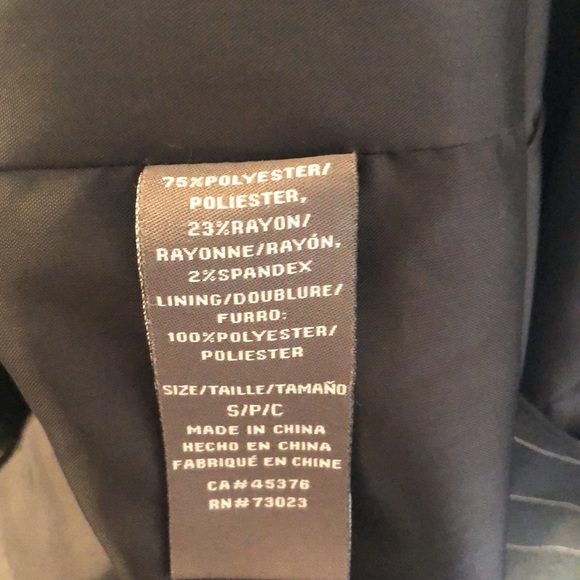 75%POLYESTER/
POLIESTER,
23%RAYON/
RAYONNE/RAYÓN,
2%SPANDEX
LINING/DOUBLURE/
FURRO:
100%POLYESTER/
POLIESTER
SIZE/TAILLE/TAMAÑO
S/P/C
MADE IN CHINA
HECHO EN CHINA
FABRIQUÉ EN CHINE
CA#45376
RN#73023